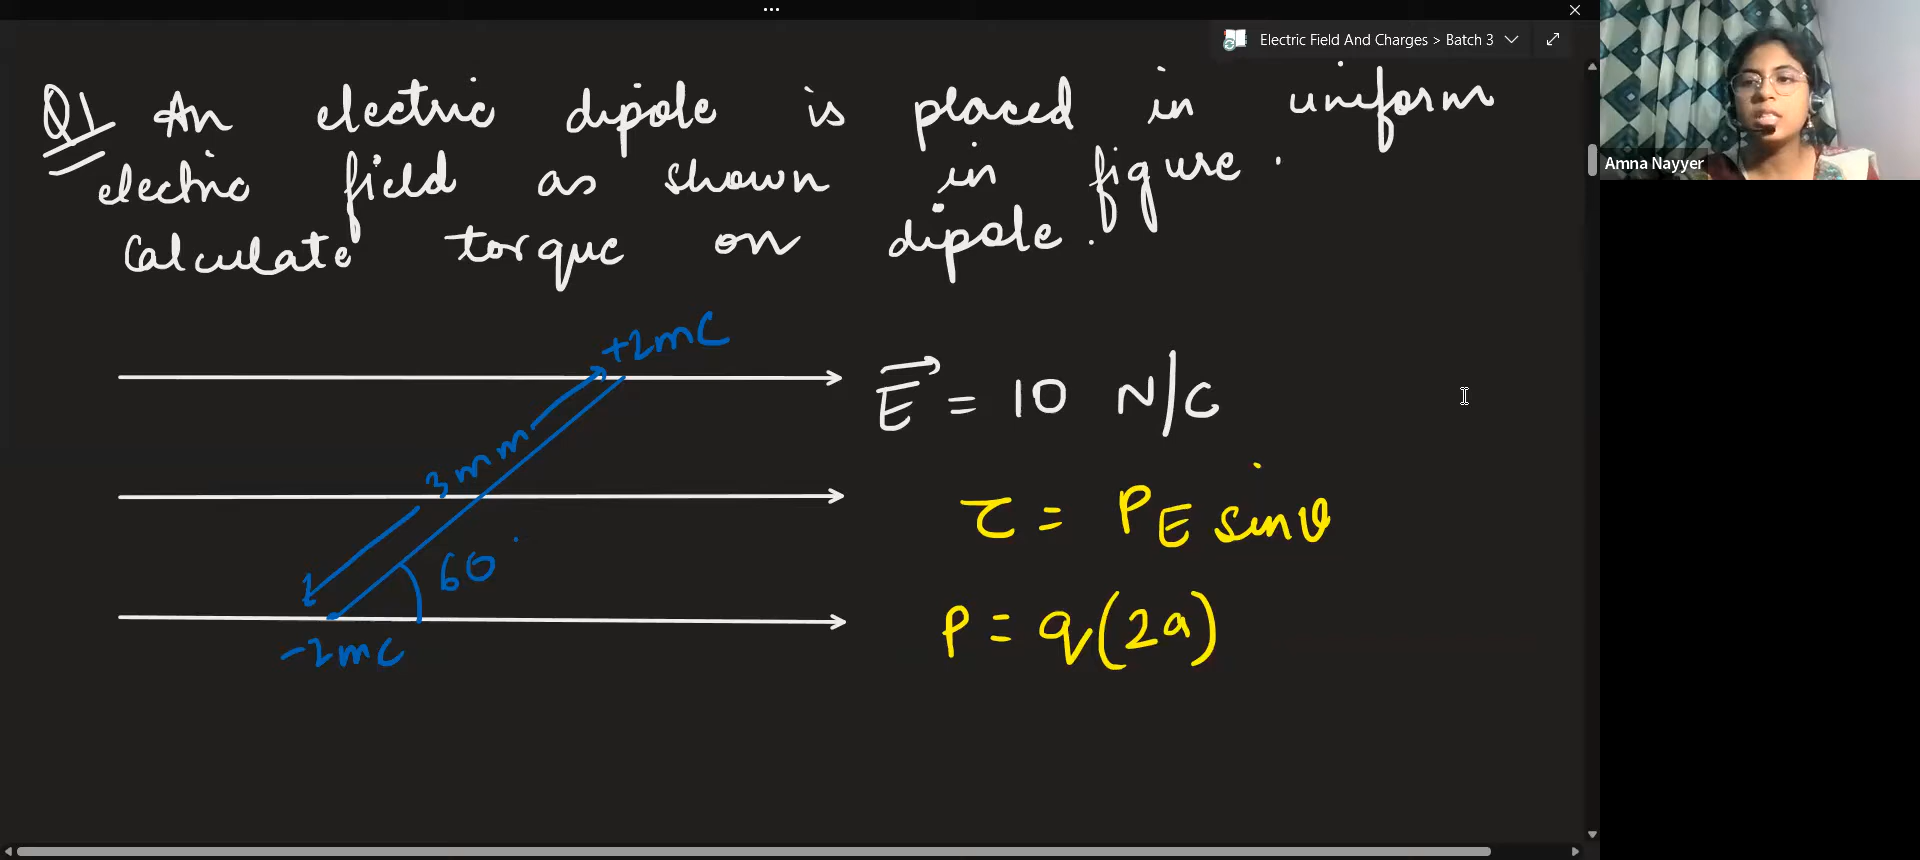 Electric Field And Charges > Batch 3
Amna Nayyer
Q1 An electric dipole is placed in uniform
electric field as shown in figure.
Calculate torque on dipole.
+2mC
3mm
60°
-2mC
E = 10 N/C
τ = PE sinθ
P = q(2a)